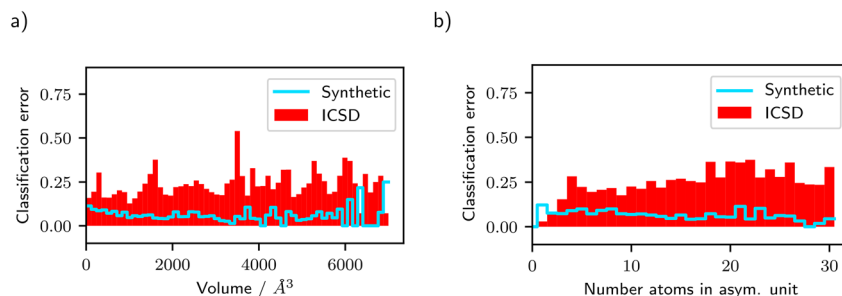 a)
Classification error
0.75
0.50
0.25
0.00
Synthetic
ICSD
0
2000
4000
6000
Volume / Å³
b)
Classification error
0.75
0.50
0.25
0.00
Synthetic
ICSD
0
10
20
30
Number atoms in asym. unit